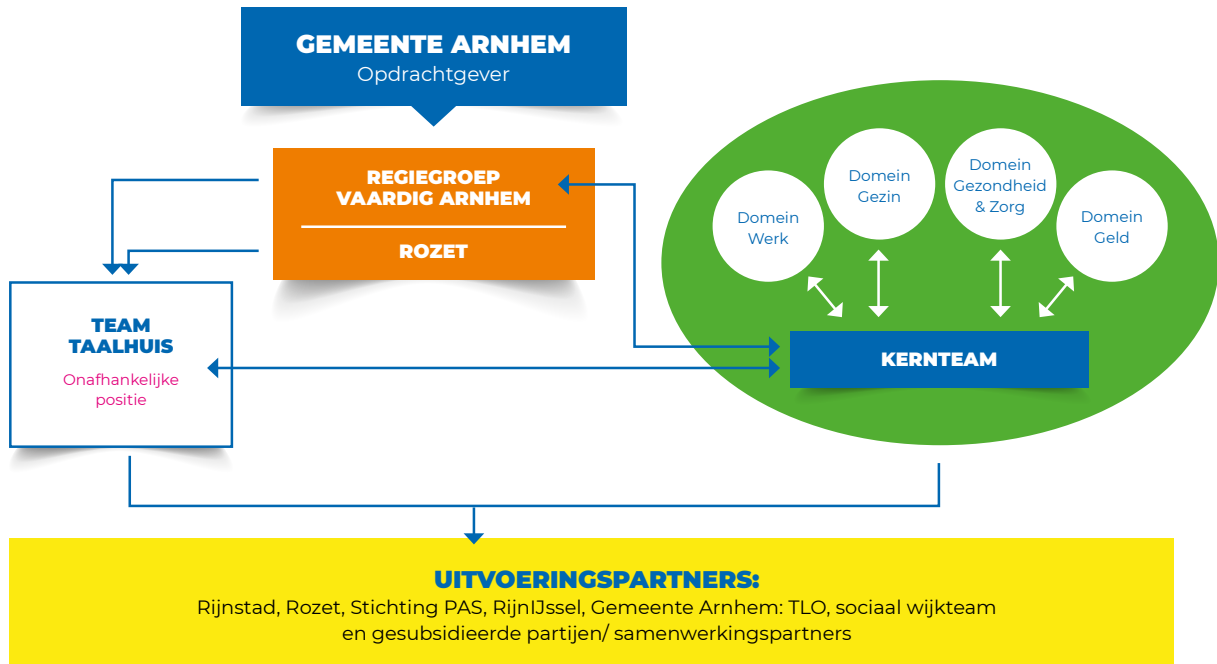 GEMEENTE ARNHEM
Opdrachtgever
REGIEGROEP
VAARDIG ARNHEM
ROZET
TEAM
TAALHUIS
Onafhankelijke
positie
Domein
Werk
Domein
Gezin
Domein
Gezondheid
& Zorg
Domein
Geld
KERNTEAM
UITVOERINGSPARTNERS:
Rijnstad, Rozet, Stichting PAS, RijnIJssel, Gemeente Arnhem: TLO, sociaal wijkteam
en gesubsidieerde partijen/ samenwerkingspartners